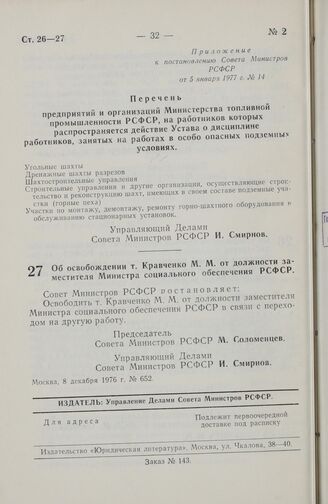 Ст. 26—27
— 32 —
№ 2
Приложение
к постановлению Совета Министров
РСФСР
от 5 января 1977 г. № 14
Перечень
предприятий и организаций Министерства топливной
промышленности РСФСР, на работников которых
распространяется действие Устава о дисциплине
работников, занятых на работах в особо опасных подземных
условиях.
Угольные шахты
Дренажные шахты разрезов
Шахтостроительные управления
Строительные управления и другие организации, осуществляющие строи-
тельство и реконструкцию шахт, имеющих в своем составе подземные уча-
стки (горные цеха)
Участки по монтажу, демонтажу, ремонту горно-шахтного оборудования и
обслуживанию стационарных установок.
Управляющий Делами
Совета Министров РСФСР И. Смирнов.
27 Об освобождении т. Кравченко М. М. от должности за-
местителя Министра социального обеспечения РСФСР.
Совет Министров РСФСР постановляет:
Освободить т. Кравченко М. М. от должности заместителя
Министра социального обеспечения РСФСР в связи с перехо-
дом на другую работу.
Председатель
Совета Министров РСФСР М. Соломенцев.
Управляющий Делами
Совета Министров РСФСР И. Смирнов.
Москва, 8 декабря 1976 г. № 652.
ИЗДАТЕЛЬ: Управление Делами Совета Министров РСФСР.
Для адреса
Подлежит первоочередной
доставке под расписку
Издательство «Юридическая литература», Москва, ул. Чкалова, 38—40.
Заказ № 143.